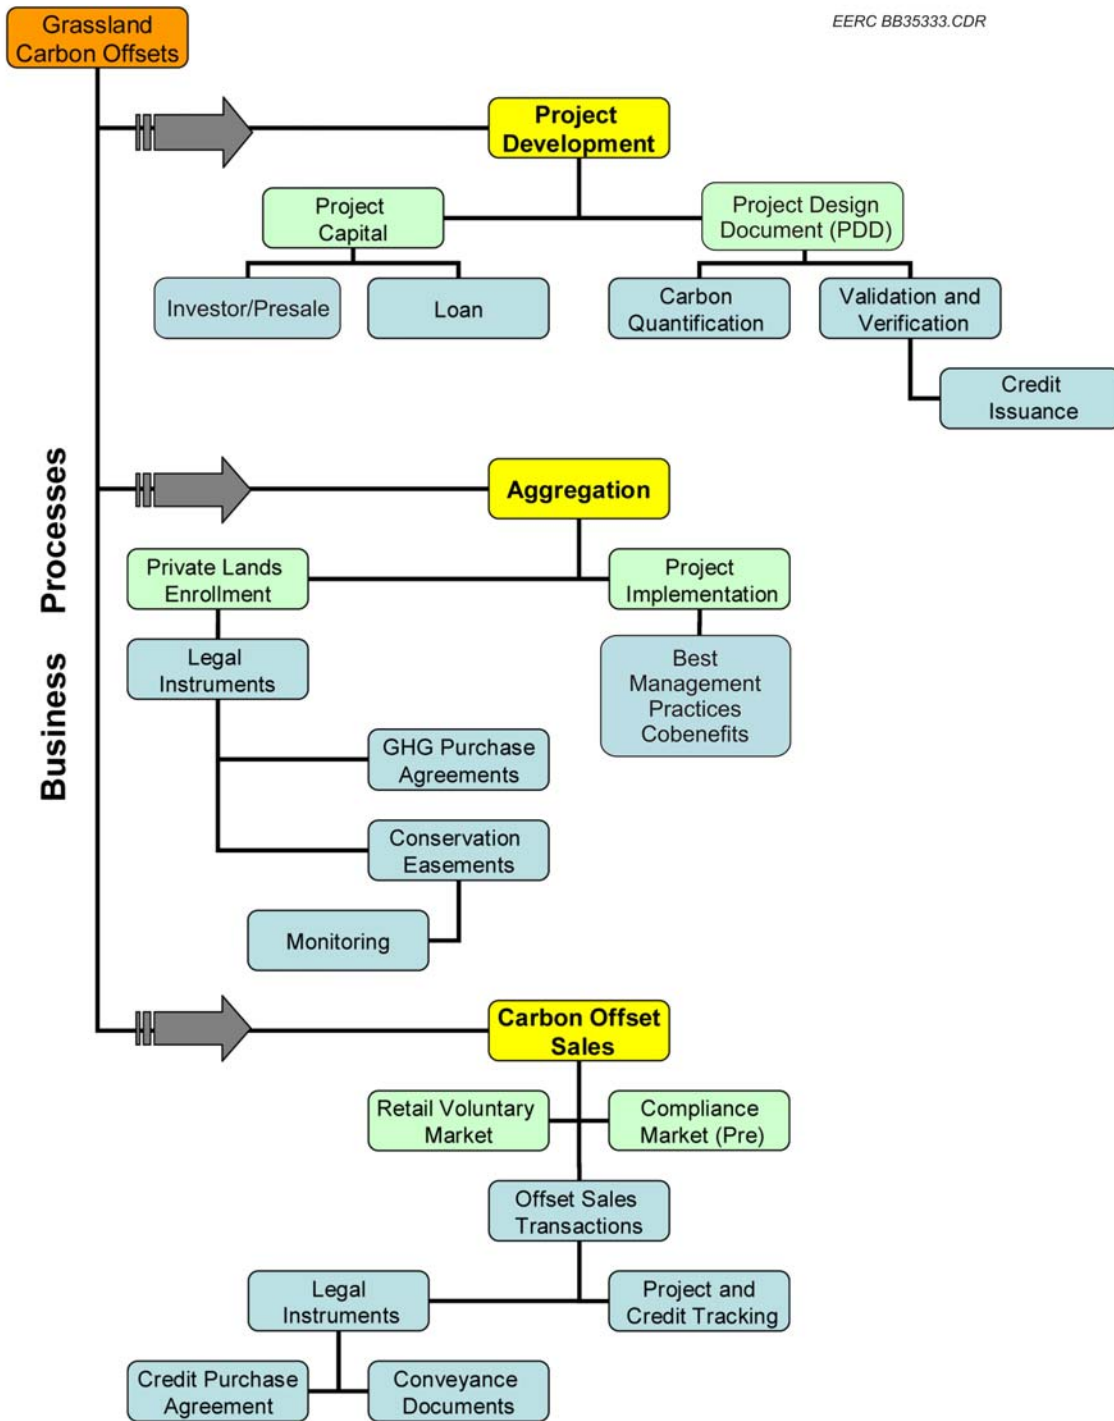 Grassland
Carbon Offsets
EERC BB35333.CDR
Project
Development
Project
Capital
Project Design
Document (PDD)
Investor/Presale
Loan
Carbon
Quantification
Validation and
Verification
Credit
Issuance
Business Processes
Aggregation
Private Lands
Enrollment
Project
Implementation
Legal
Instruments
Best
Management
Practices
Cobenefits
GHG Purchase
Agreements
Conservation
Easements
Monitoring
Carbon Offset
Sales
Retail Voluntary
Market
Compliance
Market (Pre)
Offset Sales
Transactions
Legal
Instruments
Project and
Credit Tracking
Credit Purchase
Agreement
Conveyance
Documents